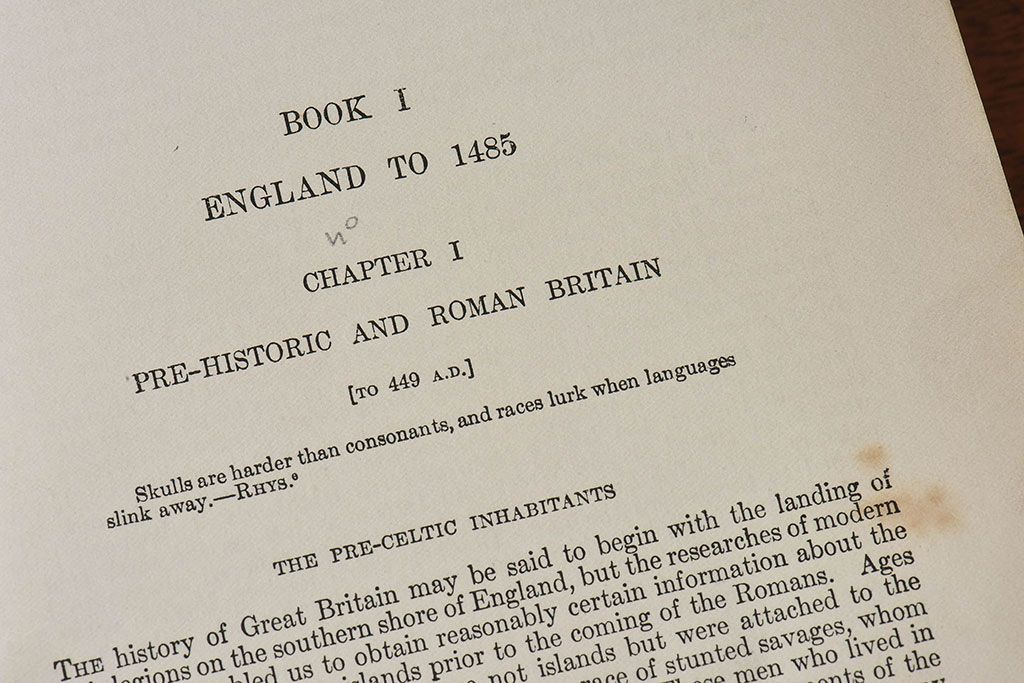 BOOK I
ENGLAND TO 1485
no
CHAPTER I
PRE-HISTORIC AND ROMAN BRITAIN
[TO 449 A.D.]
Skulls are harder than consonants, and races lurk when languages
slink away.—RHYS.e
THE PRE-CELTIC INHABITANTS
THE history of Great Britain may be said to begin with the landing of
legions on the southern shore of England, but the researches of modern
us to obtain reasonably certain information about the
islands prior to the coming of the Romans. Ages
not islands but were attached to the
of stunted savages, whom
men who lived in
of the